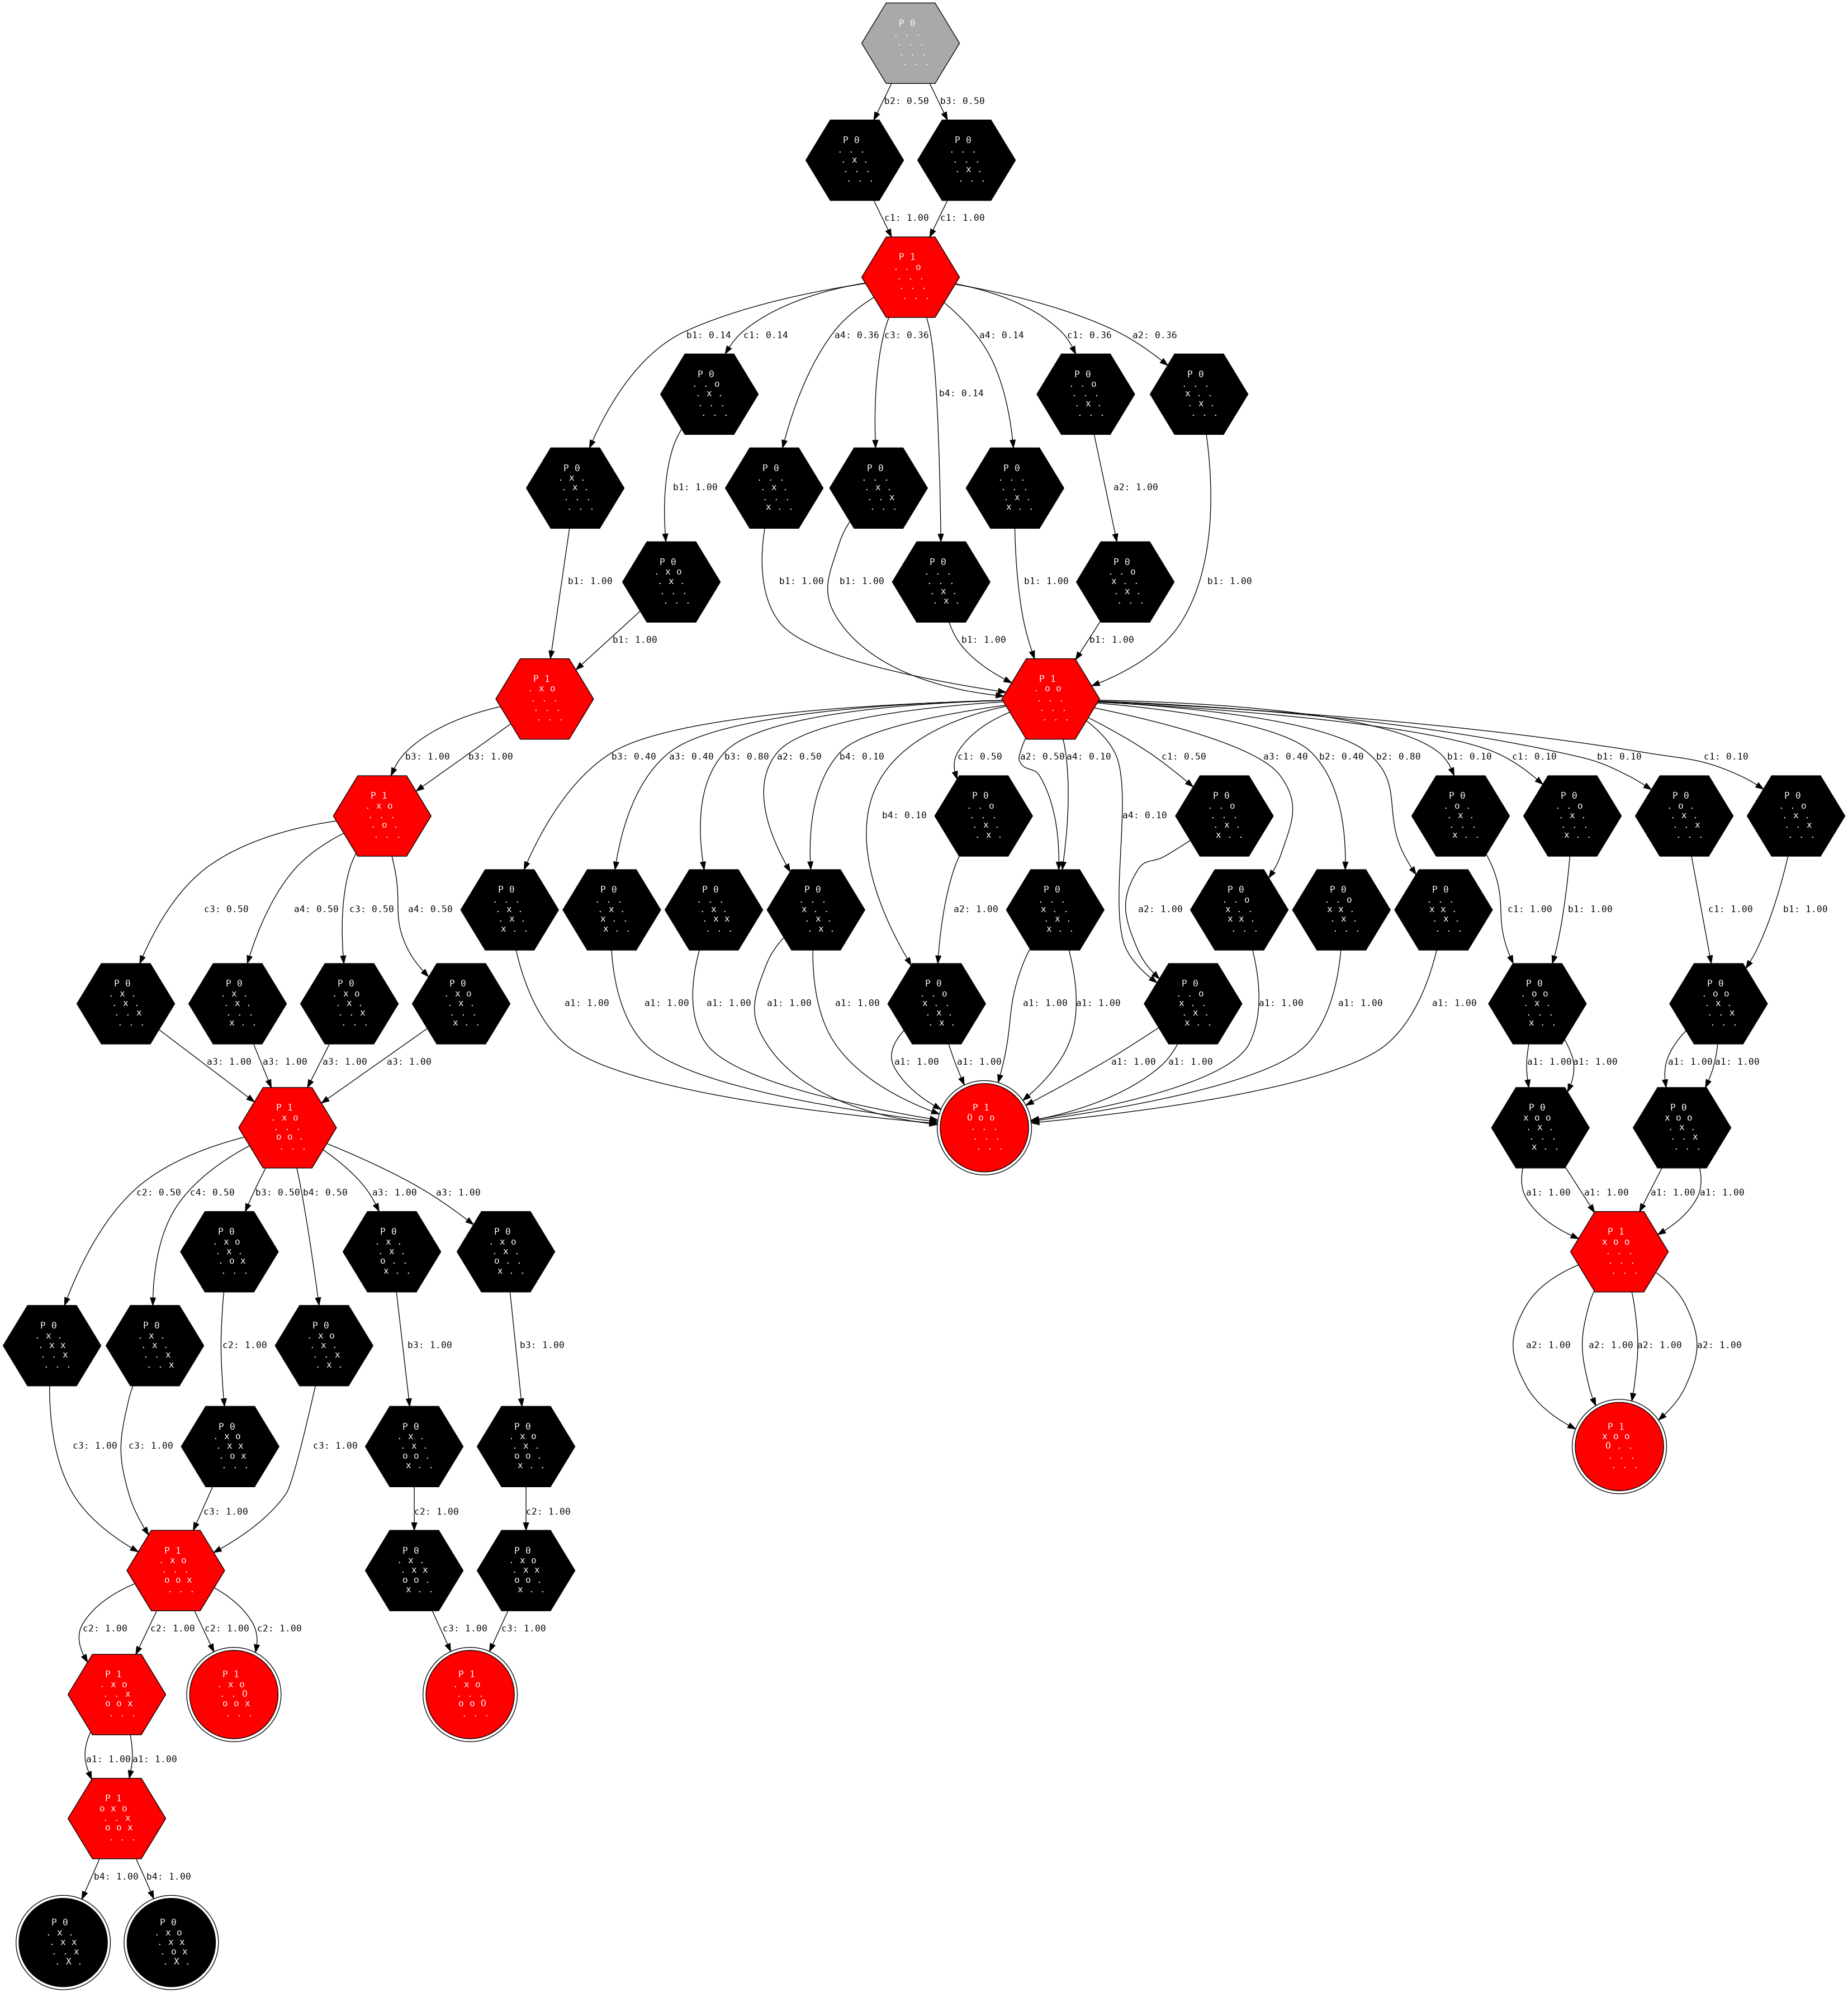 P 0
. . .
. . .
. . .
. . .
b2: 0.50
b3: 0.50
P 0
. . .
. x .
. . .
. . .
P 0
. . .
. . .
. x .
. . .
c1: 1.00
c1: 1.00
P 1
. . o
. . .
. . .
. . .
b1: 0.14
c1: 0.14
a4: 0.36
c3: 0.36
b4: 0.14
a4: 0.14
c1: 0.36
a2: 0.36
P 0
. . o
. x .
. . .
. . .
P 0
. . o
. . .
. x .
. . .
P 0
. . .
x . .
. x .
. . .
P 0
. x .
. x .
. . .
. . .
b1: 1.00
P 0
. . .
. x .
. . .
x . .
P 0
. . .
. x .
. . x
. . .
P 0
. . .
. . .
. x .
x . .
a2: 1.00
b1: 1.00
P 0
. x o
. x .
. . .
. . .
b1: 1.00
b1: 1.00
P 0
. . .
. . .
. x .
. x .
b1: 1.00
P 0
. . o
x . .
. x .
. . .
b1: 1.00
b1: 1.00
b1: 1.00
b1: 1.00
P 1
. x o
. . .
. . .
. . .
P 1
. o o
. . .
. . .
. . .
b3: 1.00
b3: 1.00
b3: 0.40
a3: 0.40
b3: 0.80
a2: 0.50
b4: 0.10
c1: 0.50
a2: 0.50
a4: 0.10
c1: 0.50
a3: 0.40
b2: 0.40
b2: 0.80
b1: 0.10
c1: 0.10
b1: 0.10
c1: 0.10
P 1
. x o
. . .
. o .
. . .
b4: 0.10
P 0
. . o
. . .
. x .
. x .
a4: 0.10
P 0
. . o
. . .
. x .
x . .
P 0
. o .
. x .
. . .
x . .
P 0
. . o
. x .
. . .
x . .
P 0
. o .
. x .
. . x
. . .
P 0
. . o
. x .
. . x
. . .
c3: 0.50
a4: 0.50
c3: 0.50
a4: 0.50
P 0
. . .
. x .
. x .
x . .
P 0
. . .
. x .
x . .
x . .
P 0
. . .
. x .
. x x
. . .
P 0
. . .
x . .
. x .
. x .
a2: 1.00
P 0
. . .
x . .
. x .
x . .
a2: 1.00
P 0
. . o
x . .
x x .
. . .
P 0
. . o
x x .
. x .
. . .
P 0
. . .
x x .
. x .
. . .
c1: 1.00
b1: 1.00
c1: 1.00
b1: 1.00
P 0
. x .
. x .
. . x
. . .
P 0
. x .
. x .
. . .
x . .
P 0
. x o
. x .
. . x
. . .
P 0
. x o
. x .
. . .
x . .
a1: 1.00
a1: 1.00
a1: 1.00
a1: 1.00
a1: 1.00
P 0
. . o
x . .
. x .
. x .
a1: 1.00
a1: 1.00
P 0
. . o
x . .
. x .
x . .
a1: 1.00
a1: 1.00
a1: 1.00
P 0
. o o
. x .
. . .
x . .
P 0
. o o
. x .
. . x
. . .
a3: 1.00
a3: 1.00
a3: 1.00
a3: 1.00
a1: 1.00
a1: 1.00
a1: 1.00
a1: 1.00
a1: 1.00
a1: 1.00
a1: 1.00
a1: 1.00
P 1
. x o
. . .
o o .
. . .
P 1
O o o
. . .
. . .
. . .
P 0
x o o
. x .
. . .
x . .
P 0
x o o
. x .
. . x
. . .
c2: 0.50
c4: 0.50
b3: 0.50
b4: 0.50
a3: 1.00
a3: 1.00
a1: 1.00
a1: 1.00
a1: 1.00
a1: 1.00
P 0
. x o
. x .
. o x
. . .
P 0
. x .
. x .
o . .
x . .
P 0
. x o
. x .
o . .
x . .
P 1
x o o
. . .
. . .
. . .
P 0
. x .
. x x
. . x
. . .
P 0
. x .
. x .
. . x
. . x
c2: 1.00
P 0
. x o
. x .
. . x
. x .
b3: 1.00
b3: 1.00
a2: 1.00
a2: 1.00
a2: 1.00
a2: 1.00
c3: 1.00
c3: 1.00
P 0
. x o
. x x
. o x
. . .
c3: 1.00
P 0
. x .
. x .
o o .
x . .
P 0
. x o
. x .
o o .
x . .
P 1
x o o
O . .
. . .
. . .
c3: 1.00
c2: 1.00
c2: 1.00
P 1
. x o
. . .
o o x
. . .
P 0
. x .
. x x
o o .
x . .
P 0
. x o
. x x
o o .
x . .
c2: 1.00
c2: 1.00
c2: 1.00
c2: 1.00
c3: 1.00
c3: 1.00
P 1
. x o
. . x
o o x
. . .
P 1
. x o
. . O
o o x
. . .
P 1
. x o
. . .
o o O
. . .
a1: 1.00
a1: 1.00
P 1
o x o
. . x
o o x
. . .
b4: 1.00
b4: 1.00
P 0
. x .
. x x
. . x
. X .
P 0
. x o
. x x
. o x
. X .